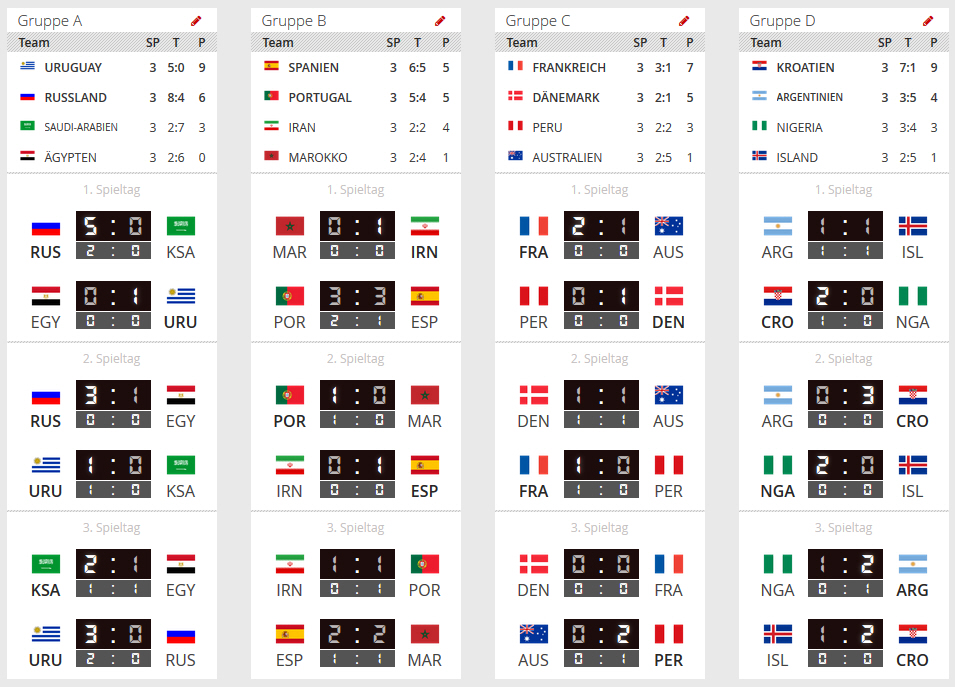 Gruppe A
Team SP T P
URUGUAY 3 5:0 9
RUSSLAND 3 8:4 6
SAUDI-ARABIEN 3 2:7 3
ÄGYPTEN 3 2:6 0
1. Spieltag
5 : 0
2 : 0
RUS KSA
0 : 1
0 : 0
EGY URU
2. Spieltag
3 : 1
0 : 0
RUS EGY
1 : 0
1 : 0
URU KSA
3. Spieltag
2 : 1
1 : 1
KSA EGY
3 : 0
2 : 0
URU RUS
Gruppe B
Team SP T P
SPANIEN 3 6:5 5
PORTUGAL 3 5:4 5
IRAN 3 2:2 4
MAROKKO 3 2:4 1
1. Spieltag
0 : 1
0 : 0
MAR IRN
3 : 3
2 : 1
POR ESP
2. Spieltag
1 : 0
1 : 0
POR MAR
0 : 1
0 : 0
IRN ESP
3. Spieltag
1 : 1
0 : 1
IRN POR
2 : 2
1 : 1
ESP MAR
Gruppe C
Team SP T P
FRANKREICH 3 3:1 7
DÄNEMARK 3 2:1 5
PERU 3 2:2 3
AUSTRALIEN 3 2:5 1
1. Spieltag
2 : 1
0 : 0
FRA AUS
0 : 1
0 : 0
PER DEN
2. Spieltag
1 : 1
1 : 1
DEN AUS
1 : 0
1 : 0
FRA PER
3. Spieltag
0 : 0
0 : 0
DEN FRA
0 : 2
0 : 1
AUS PER
Gruppe D
Team SP T P
KROATIEN 3 7:1 9
ARGENTINIEN 3 3:5 4
NIGERIA 3 3:4 3
ISLAND 3 2:5 1
1. Spieltag
1 : 1
1 : 1
ARG ISL
2 : 0
1 : 0
CRO NGA
2. Spieltag
0 : 3
0 : 0
ARG CRO
2 : 0
0 : 0
NGA ISL
3. Spieltag
1 : 2
0 : 1
NGA ARG
1 : 2
0 : 0
ISL CRO